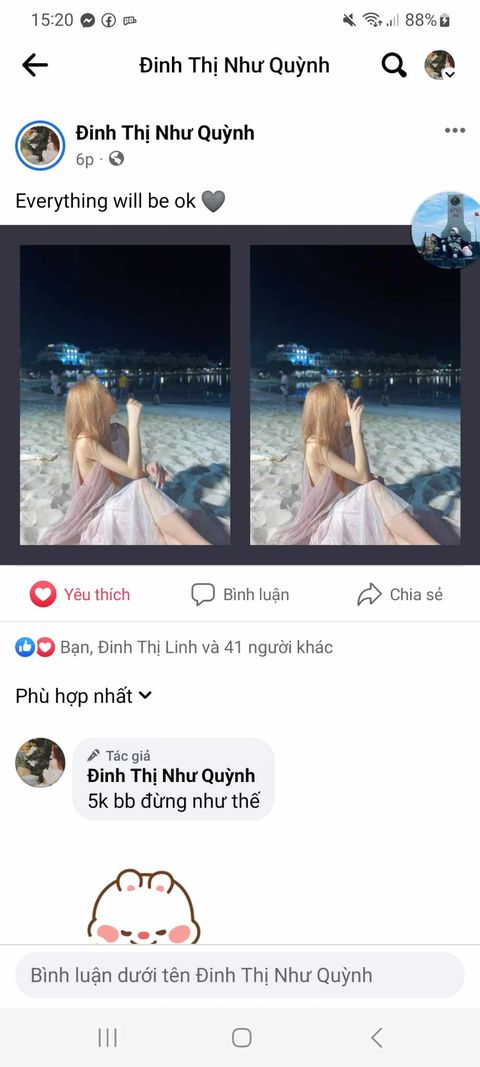 15:20
88%
Đinh Thị Như Quỳnh
Đinh Thị Như Quỳnh
6p ·
Everything will be ok 🖤
Yêu thích
Bình luận
Chia sẻ
Bạn, Đinh Thị Linh và 41 người khác
Phù hợp nhất
Tác giả
Đinh Thị Như Quỳnh
5k bb đừng như thế
Bình luận dưới tên Đinh Thị Như Quỳnh